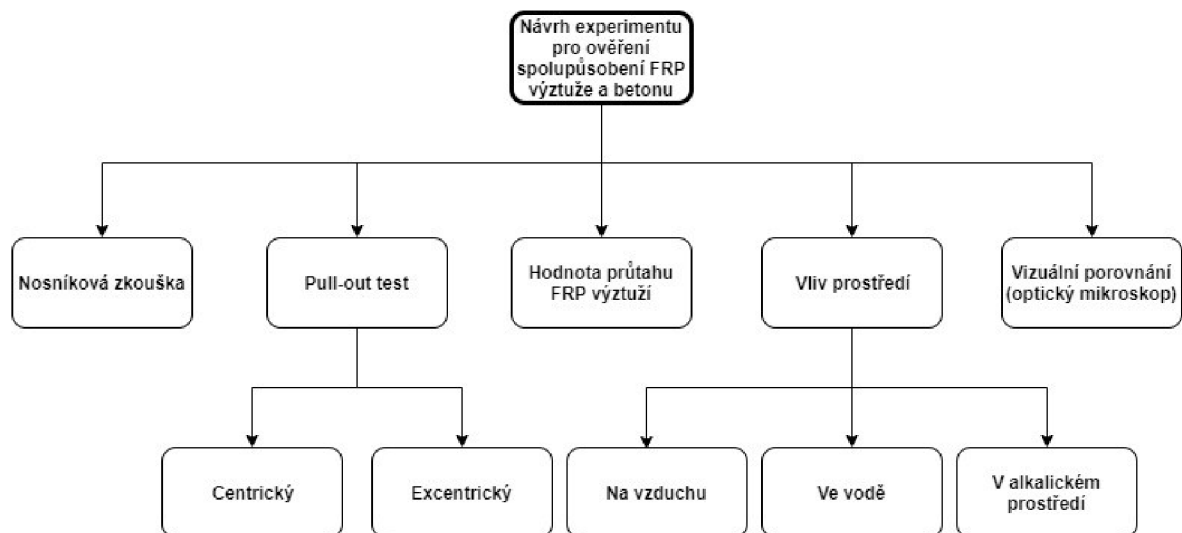 Návrh experimentu
pro ověření
spolupůsobení FRP
výztuže a betonu
Nosníková zkouška
Pull-out test
Hodnota průtahu
FRP výztuží
Vliv prostředí
Vizuální porovnání
(optický mikroskop)
Centrický
Excentrický
Na vzduchu
Ve vodě
V alkalickém
prostředí